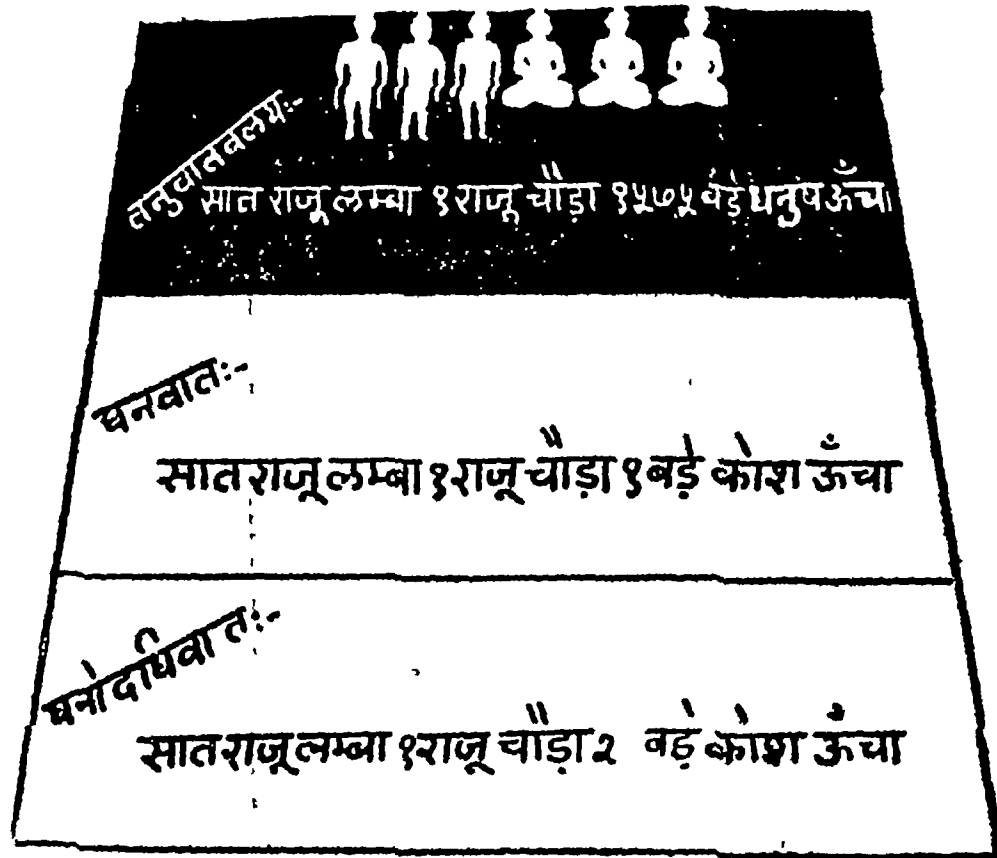 तनुवातवलयः-
सात राजू लम्बा १ राजू चौड़ा १५७५ बड़े धनुष ऊँचा
घनवातः-
सात राजू लम्बा १ राजू चौड़ा १ बड़े कोश ऊँचा
घनोदधिवातः-
सात राजू लम्बा १ राजू चौड़ा २ बड़े कोश ऊँचा